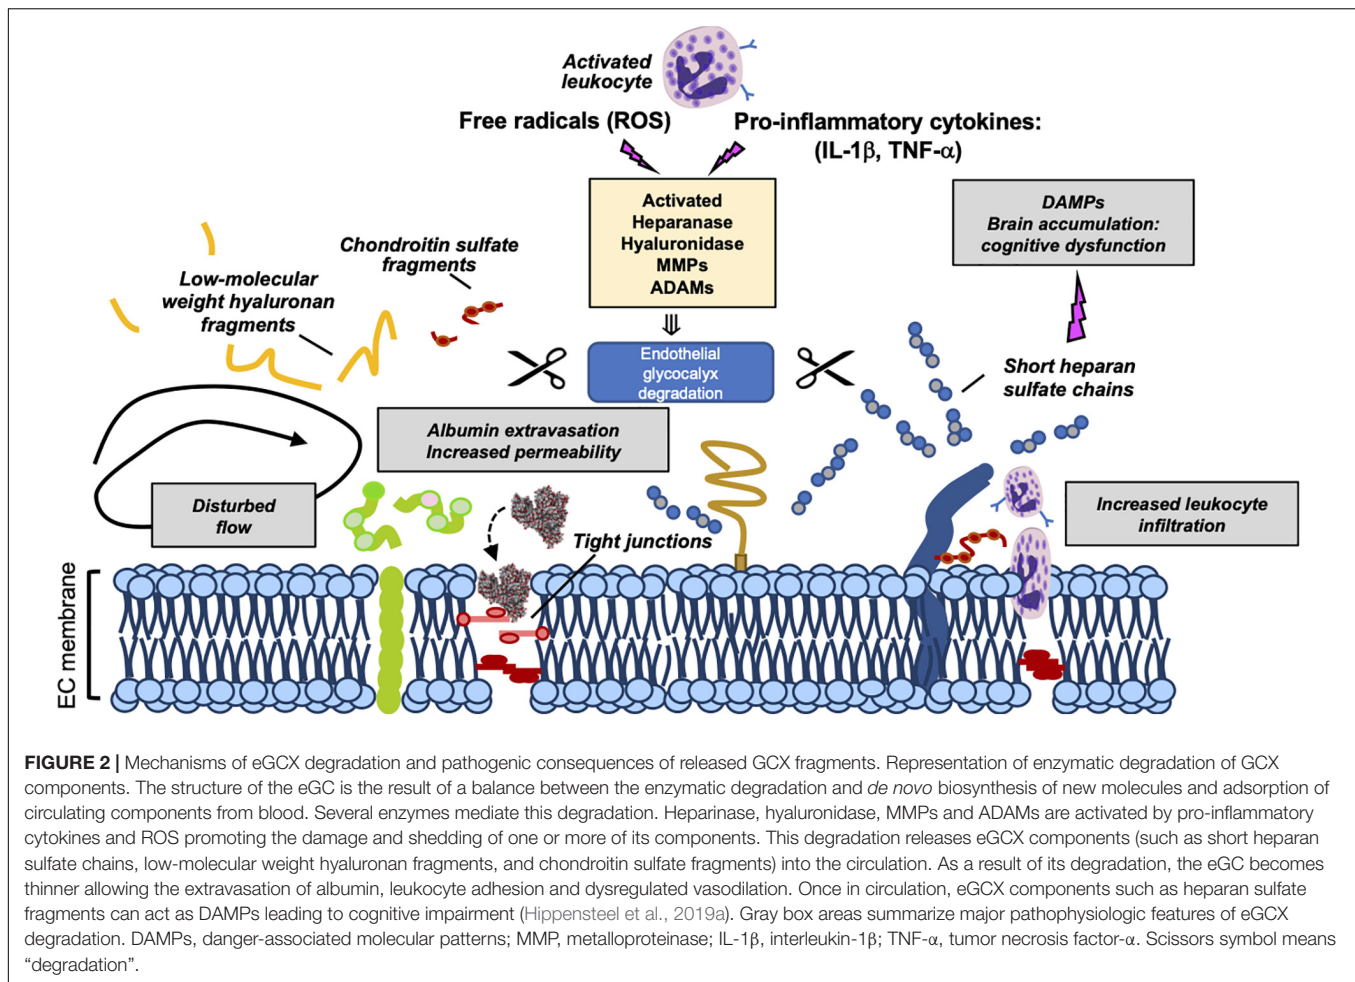 Activated
leukocyte
Free radicals (ROS)
Pro-inflammatory cytokines:
(IL-1β, TNF-α)
Activated
Heparanase
Hyaluronidase
MMPs
ADAMs
DAMPs
Brain accumulation:
cognitive dysfunction
Chondroitin sulfate
fragments
Low-molecular
weight hyaluronan
fragments
Endothelial
glycocalyx
degradation
Short heparan
sulfate chains
Albumin extravasation
Increased permeability
Disturbed
flow
Tight junctions
Increased leukocyte
infiltration
EC membrane
FIGURE 2 | Mechanisms of eGCX degradation and pathogenic consequences of released GCX fragments. Representation of enzymatic degradation of GCX
components. The structure of the eGC is the result of a balance between the enzymatic degradation and de novo biosynthesis of new molecules and adsorption of
circulating components from blood. Several enzymes mediate this degradation. Heparinase, hyaluronidase, MMPs and ADAMs are activated by pro-inflammatory
cytokines and ROS promoting the damage and shedding of one or more of its components. This degradation releases eGCX components (such as short heparan
sulfate chains, low-molecular weight hyaluronan fragments, and chondroitin sulfate fragments) into the circulation. As a result of its degradation, the eGC becomes
thinner allowing the extravasation of albumin, leukocyte adhesion and dysregulated vasodilation. Once in circulation, eGCX components such as heparan sulfate
fragments can act as DAMPs leading to cognitive impairment (Hippensteel et al., 2019a). Gray box areas summarize major pathophysiologic features of eGCX
degradation. DAMPs, danger-associated molecular patterns; MMP, metalloproteinase; IL-1β, interleukin-1β; TNF-α, tumor necrosis factor-α. Scissors symbol means
“degradation”.